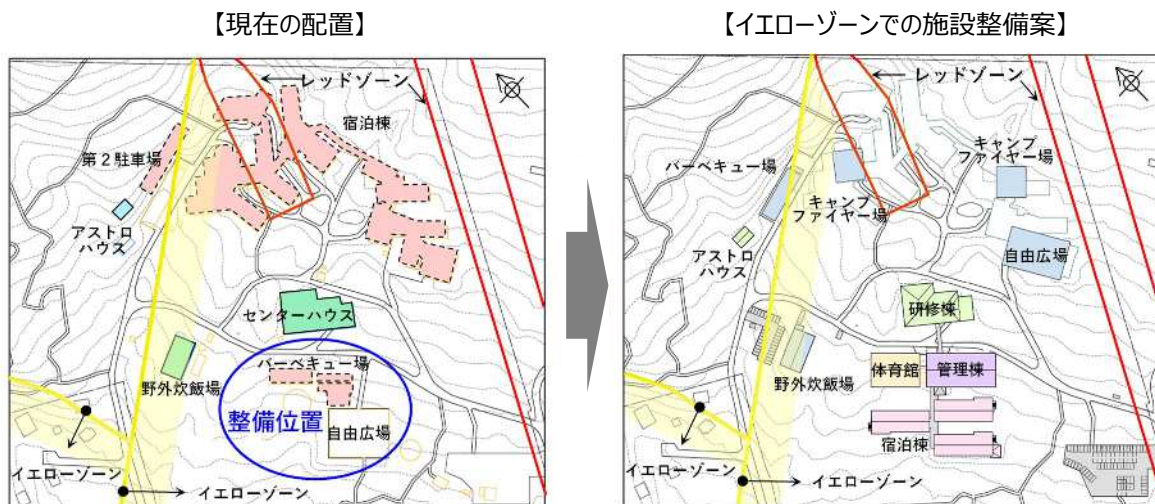 【現在の配置】
レッドゾーン
宿泊棟
第2駐車場
アストロ
ハウス
センターハウス
バーベキュー場
野外炊飯場
整備位置
自由広場
イエローゾーン
イエローゾーン
【イエローゾーンでの施設整備案】
レッドゾーン
キャンプ
ファイヤー場
バーベキュー場
キャンプ
ファイヤー場
アストロ
ハウス
自由広場
研修棟
野外炊飯場
体育館
管理棟
宿泊棟
イエローゾーン
イエローゾーン